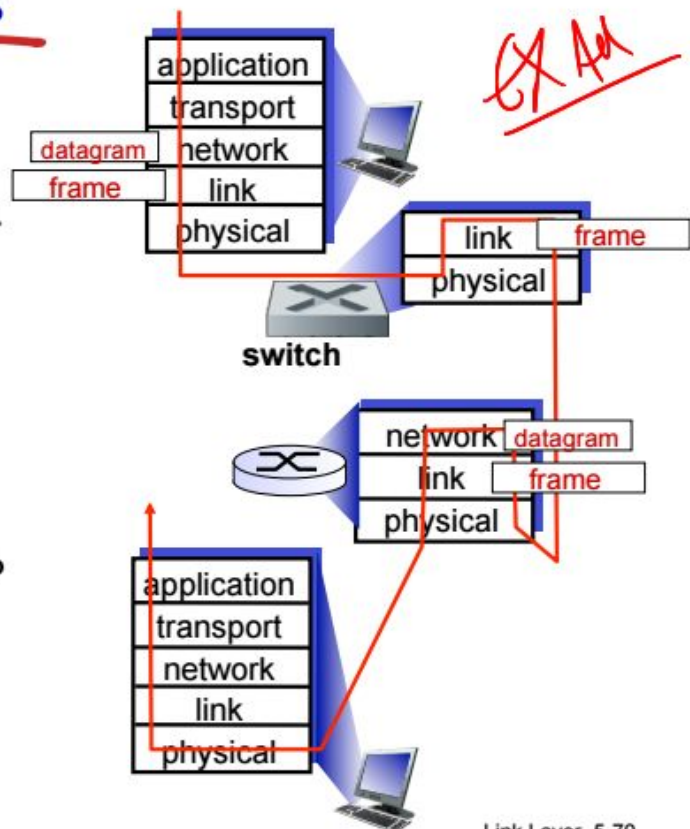 application
transport
datagram
network
frame
link
physical
link
frame
physical
switch
network
datagram
link
frame
physical
application
transport
network
link
physical